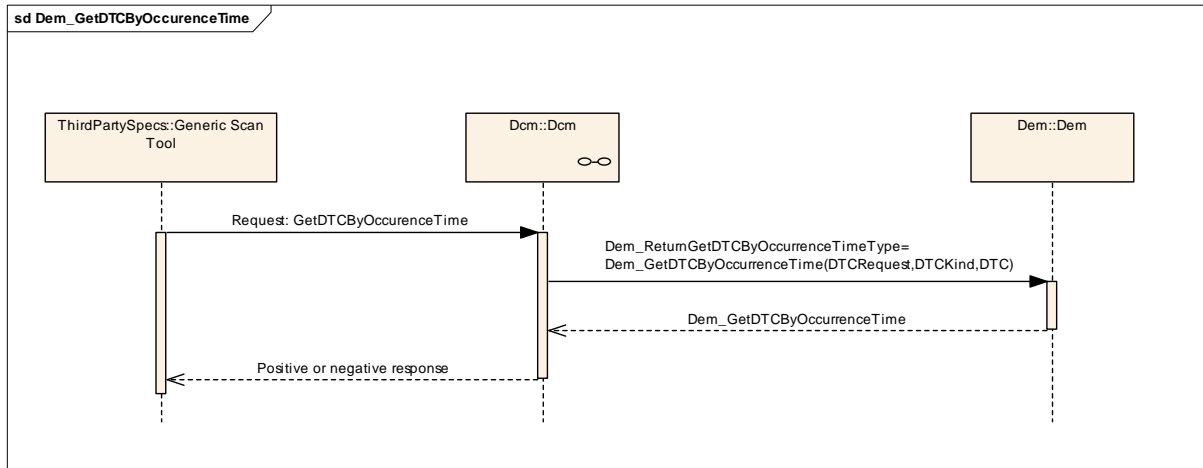 sd Dem_GetDTCByOccurenceTime
ThirdPartySpecs::Generic Scan
Tool
Dcm::Dcm
Dem::Dem
Request: GetDTCByOccurenceTime
Dem_ReturnGetDTCByOccurrenceTimeType=
Dem_GetDTCByOccurrenceTime(DTCRequest,DTCKind,DTC)
Dem_GetDTCByOccurrenceTime
Positive or negative response